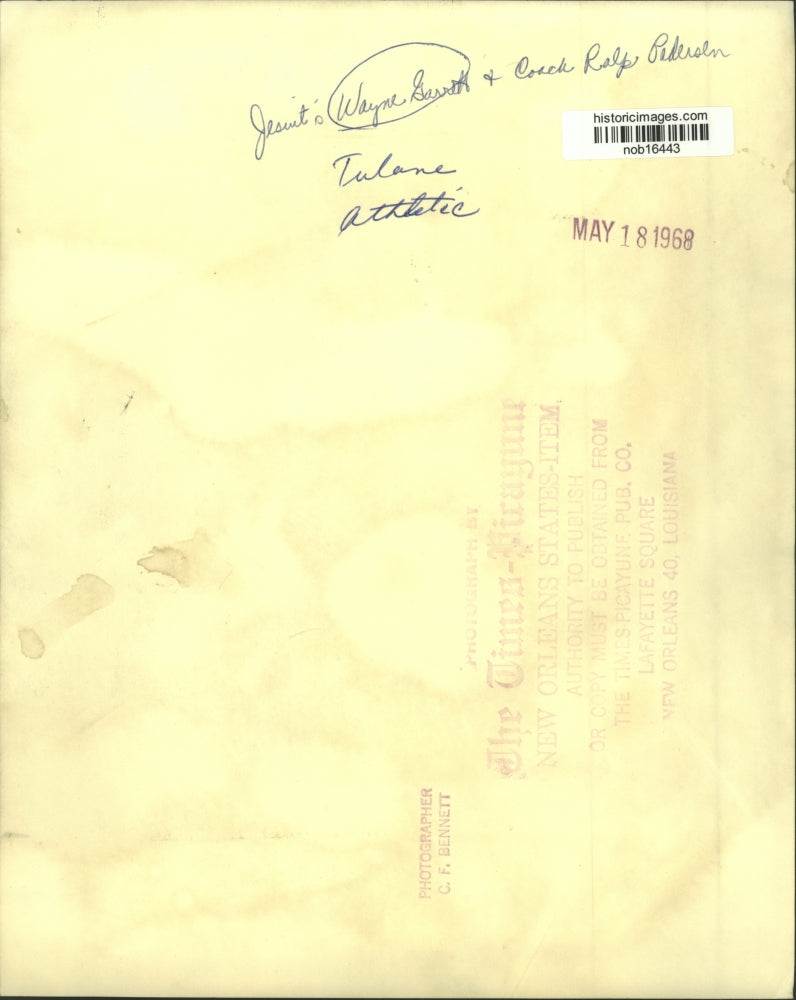 Jesuit's Wayne Garrett & Coach Ralp Pedersen
Tulane
Athletic
historicimages.com
nob16443
MAY 18 1968
PHOTOGRAPH BY
The Times-Picayune
NEW ORLEANS STATES-ITEM
AUTHORITY TO PUBLISH
OR COPY MUST BE OBTAINED FROM
THE TIMES-PICAYUNE PUB. CO.
LAFAYETTE SQUARE
NEW ORLEANS 40, LOUISIANA
PHOTOGRAPHER
C. F. BENNETT